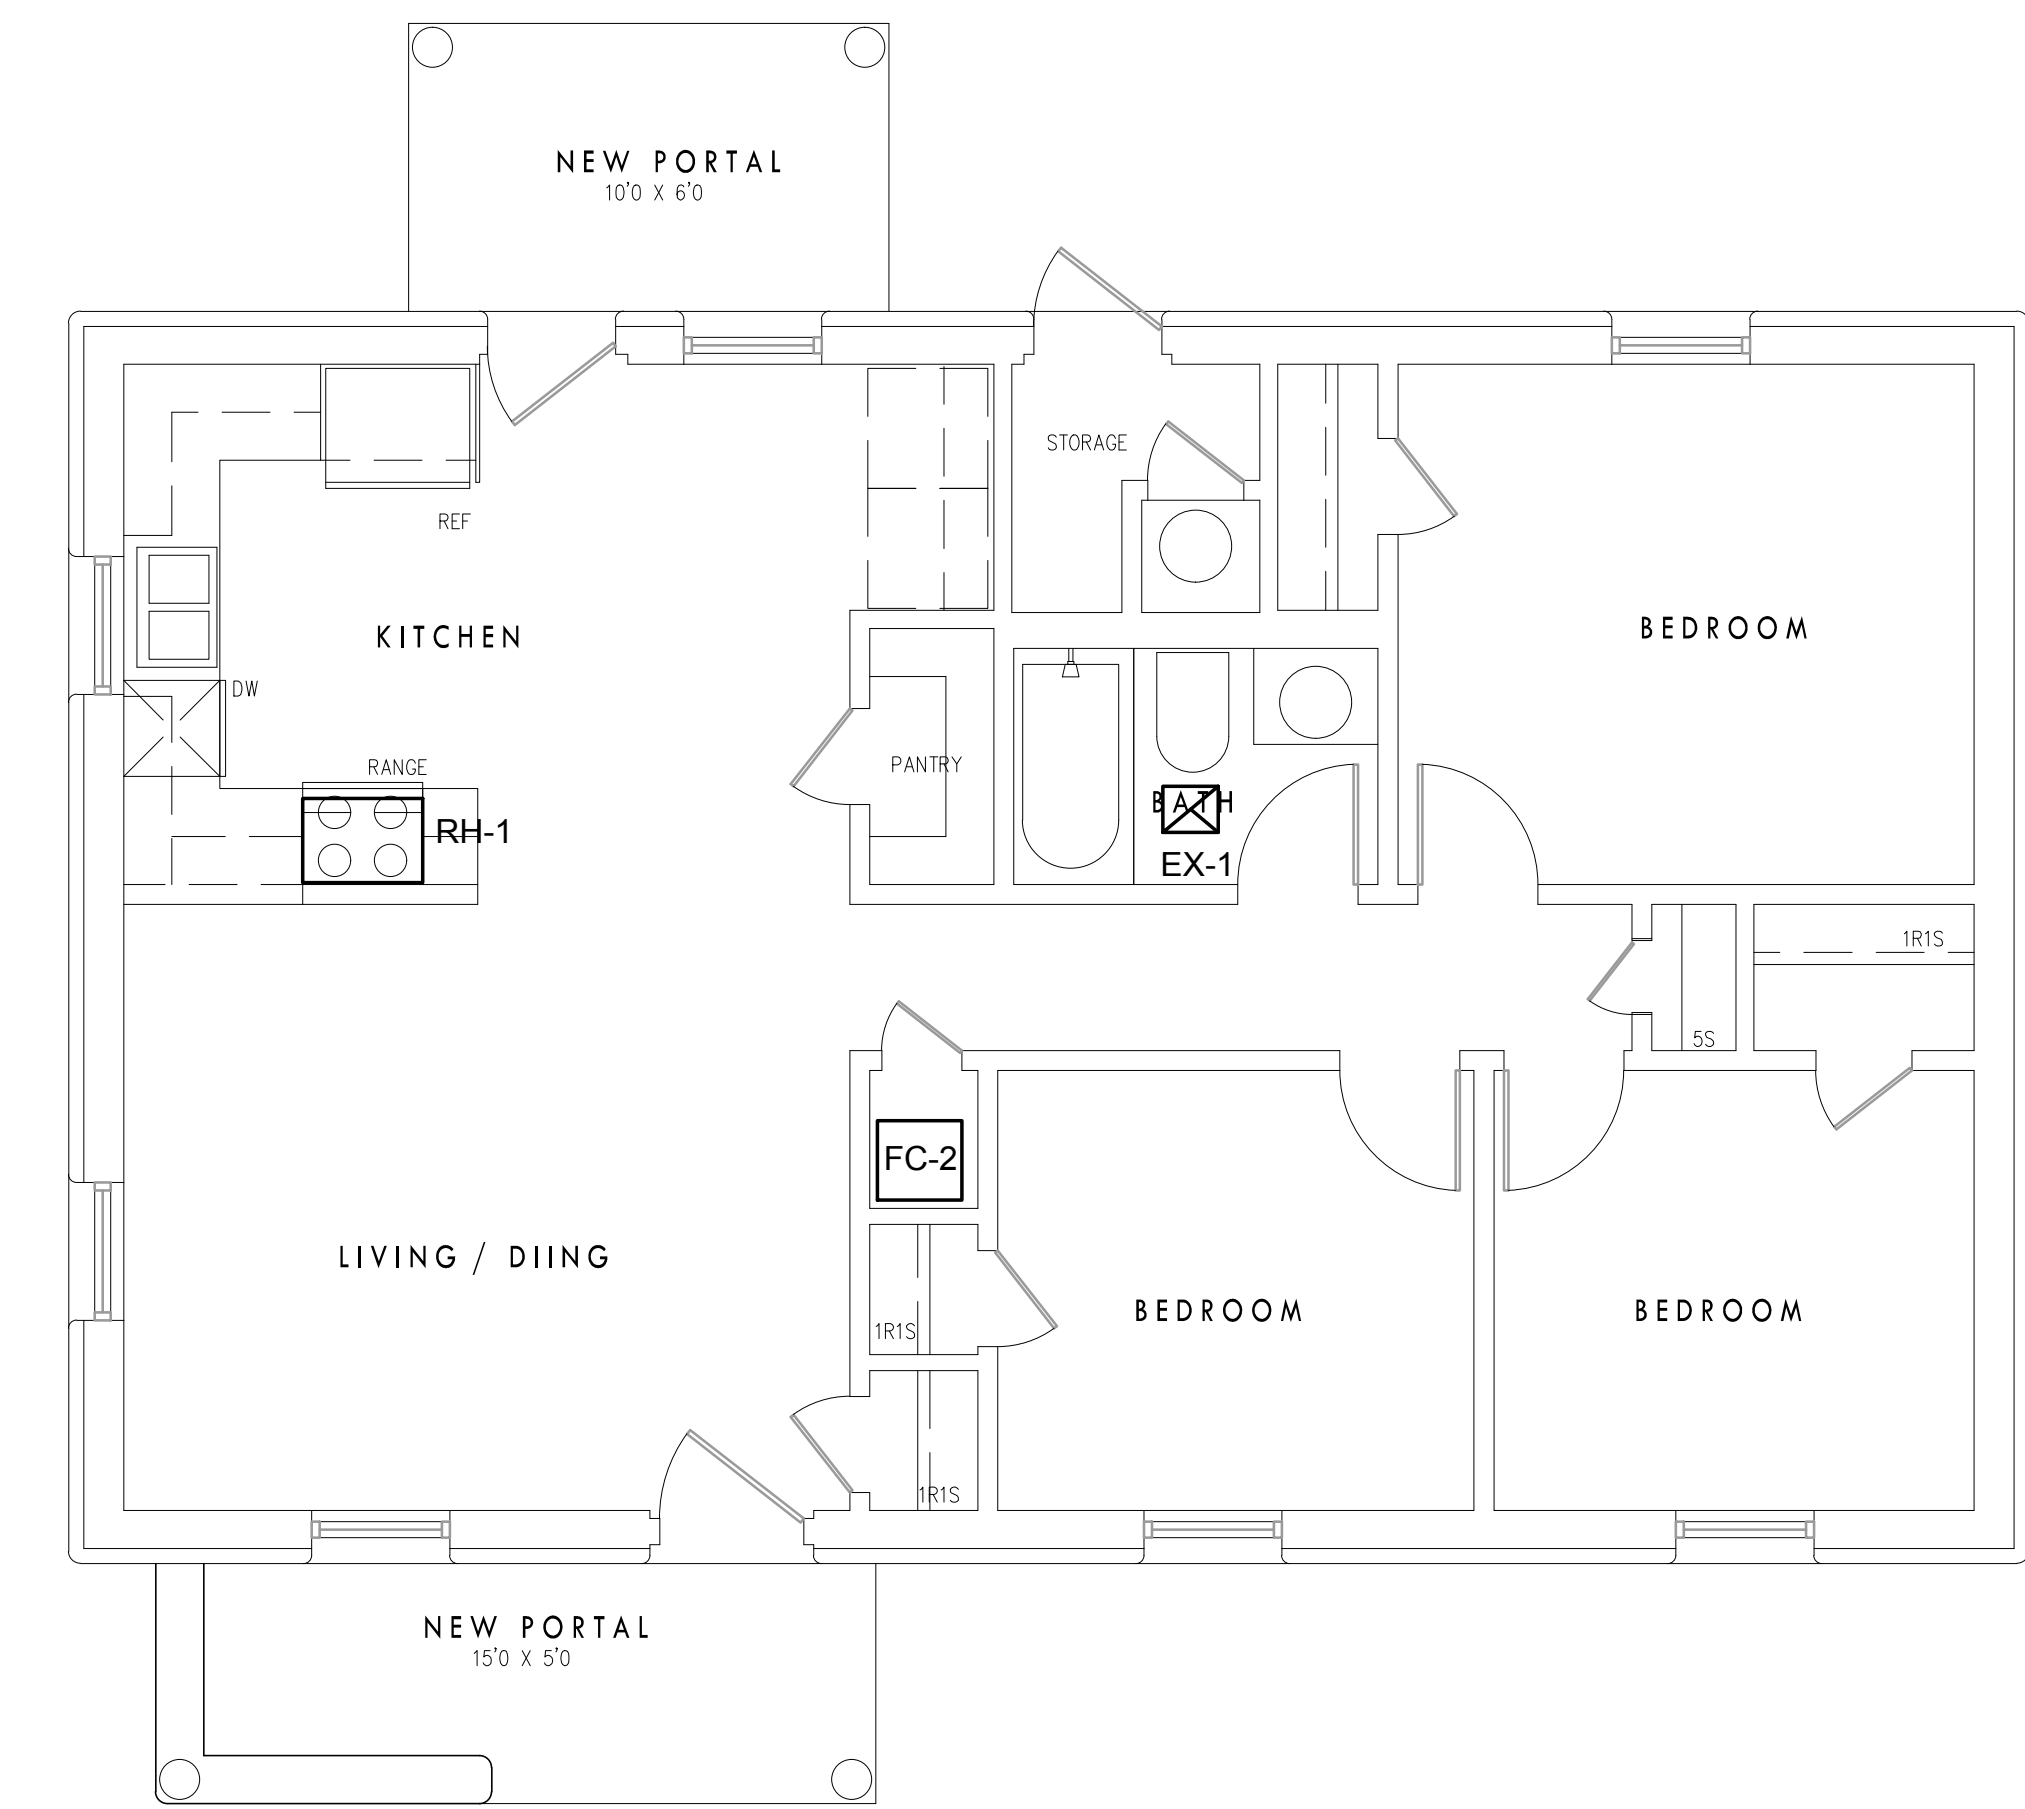 NEW PORTAL
10'0 X 6'0
STORAGE
REF
KITCHEN
BEDROOM
DW
RANGE
PANTRY
BATH
RH-1
EX-1
1R1S
5S
FC-2
LIVING / DIING
BEDROOM
BEDROOM
1R1S
1R1S
NEW PORTAL
15'0 X 5'0